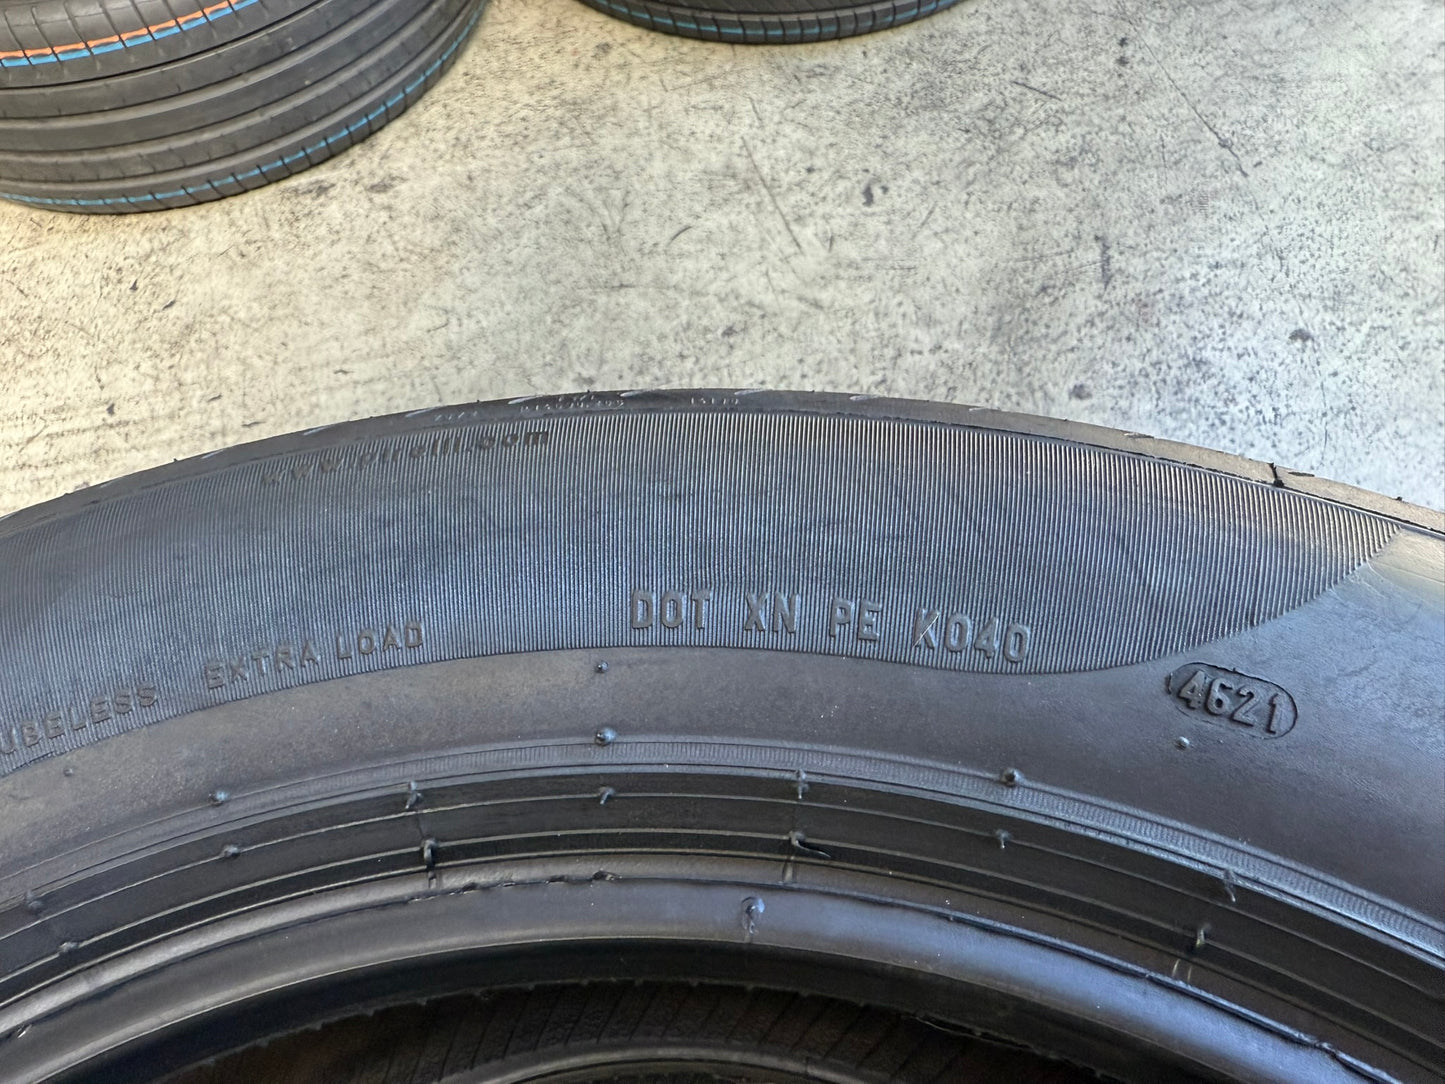 www.pirelli.com
DOT XN PE K040
4621
UBELESS EXTRA LOAD